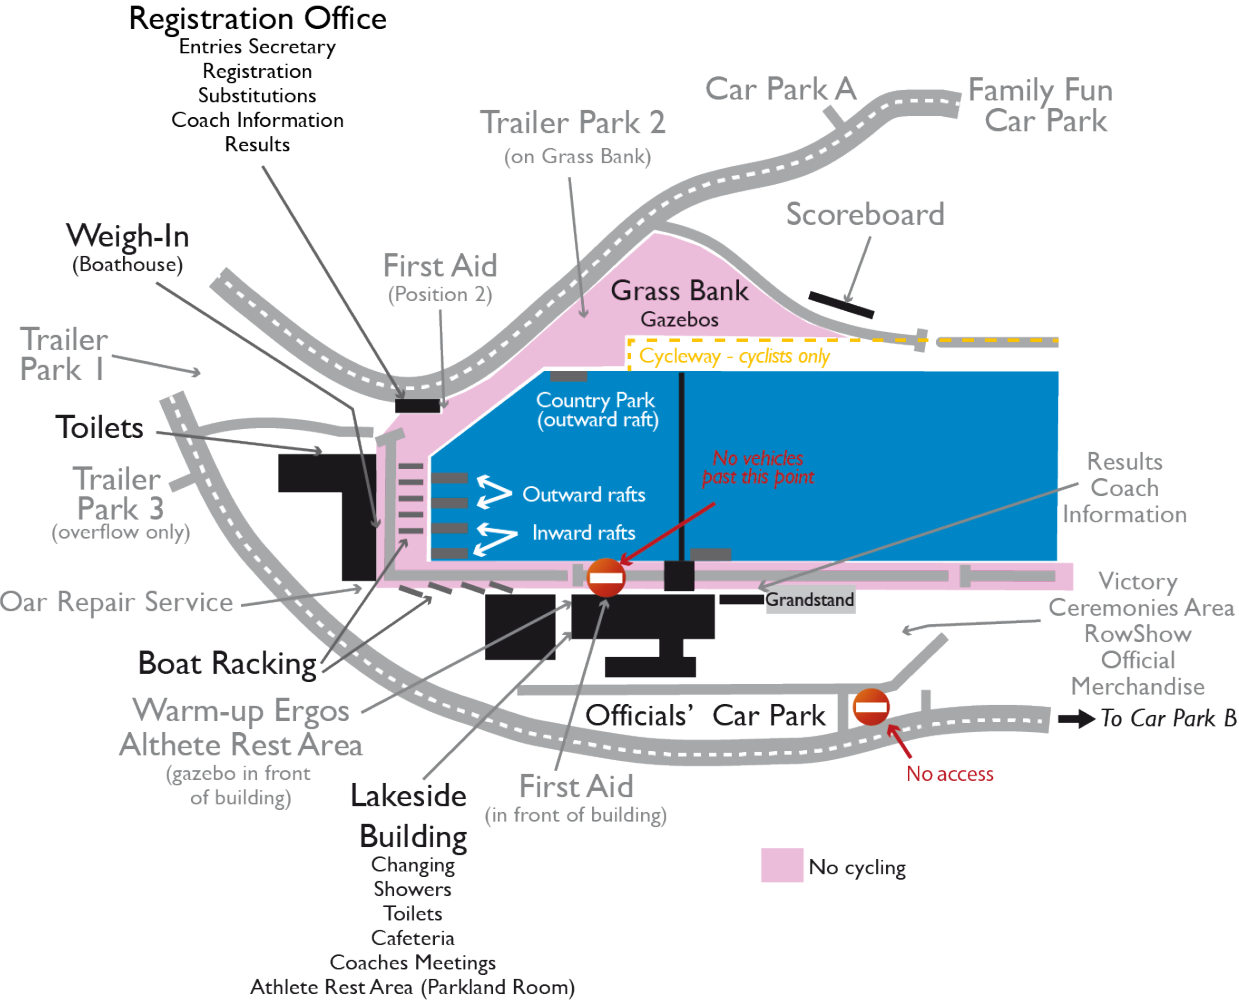 Registration Office
Entries Secretary
Registration
Substitutions
Coach Information
Results
Car Park A
Family Fun
Car Park
Trailer Park 2
(on Grass Bank)
Scoreboard
Weigh-In
(Boathouse)
First Aid
(Position 2)
Grass Bank
Gazebos
Trailer
Park 1
Cycleway - cyclists only
Country Park
(outward raft)
Toilets
No vehicles
past this point
Results
Coach
Information
Trailer
Park 3
(overflow only)
Outward rafts
Inward rafts
Oar Repair Service
Grandstand
Victory
Ceremonies Area
RowShow
Official
Merchandise
Boat Racking
Warm-up Ergos
Althete Rest Area
(gazebo in front
of building)
Officials’ Car Park
To Car Park B
No access
Lakeside
Building
Changing
Showers
Toilets
Cafeteria
Coaches Meetings
Athlete Rest Area (Parkland Room)
First Aid
(in front of building)
No cycling